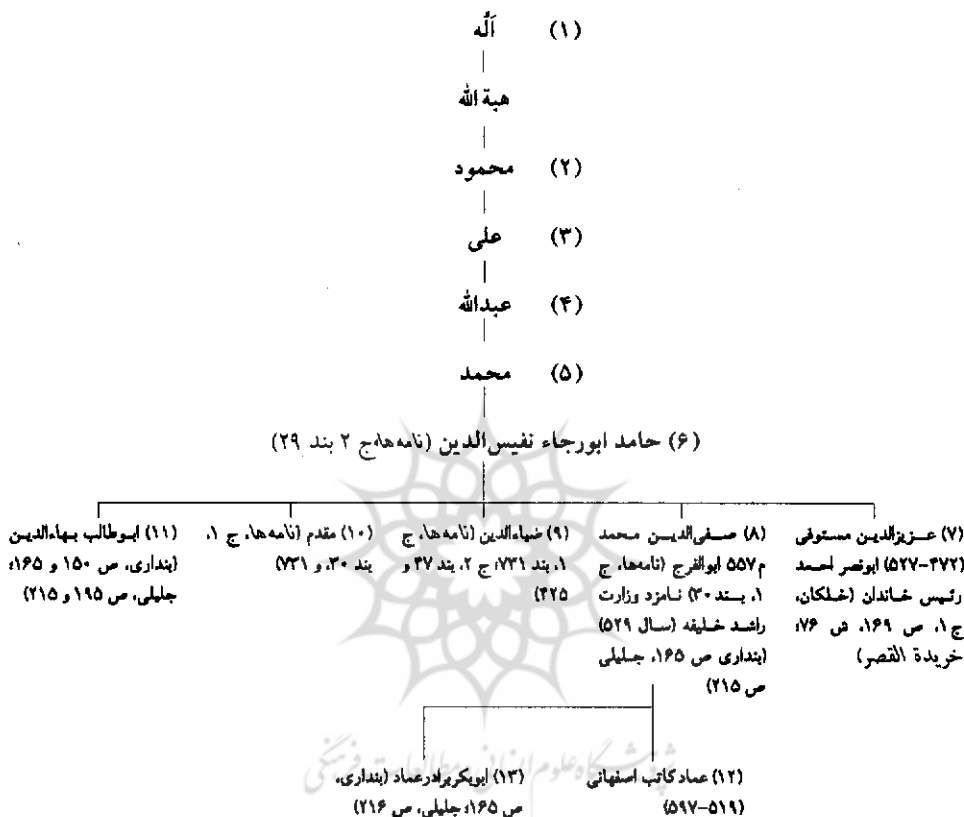 (۱) اَلُه
هبة الله
(۲) محمود
(۳) علی
(۴) عبدالله
(۵) محمد
(۶) حامد ابورجاء نفیس‌الدین (نامه‌ها، ج ۲ بند ۲۹)
(۷) عزیزالدین مستوفی
(۴۷۲-۵۲۷) ابونصر احمد
رئیس خاندان (خلکان،
ج ۱، ص ۱۶۹، ش ۷۶؛
خریدة القصر)
(۸) صفی‌الدین محمد
م ۵۵۷ ابوالفرج (نامه‌ها، ج
۱، بند ۳۰) نامزد وزارت
راشد خلیفه (سال ۵۲۹)
(بنداری ص ۱۶۵، جلیلی
ص ۲۱۵)
(۹) ضیاءالدین (نامه‌ها، ج
۱، بند ۷۳۱؛ ج ۲، بند ۴۷ و
۴۲۵)
(۱۰) مقدم (نامه‌ها، ج ۱،
بند ۳۰، و ۷۳۱)
(۱۱) ابوطالب بهاءالدین
(بنداری، ص ۱۵۰ و ۱۶۵؛
جلیلی، ص ۱۹۵ و ۲۱۵)
(۱۲) عماد کاتب اصفهانی
(۵۱۹-۵۹۷)
(۱۳) ابوبکر برادر عماد (بنداری،
ص ۱۶۵؛ جلیلی، ص ۲۱۶)
پژوهشگاه علوم انسانی و مطالعات فرهنگی